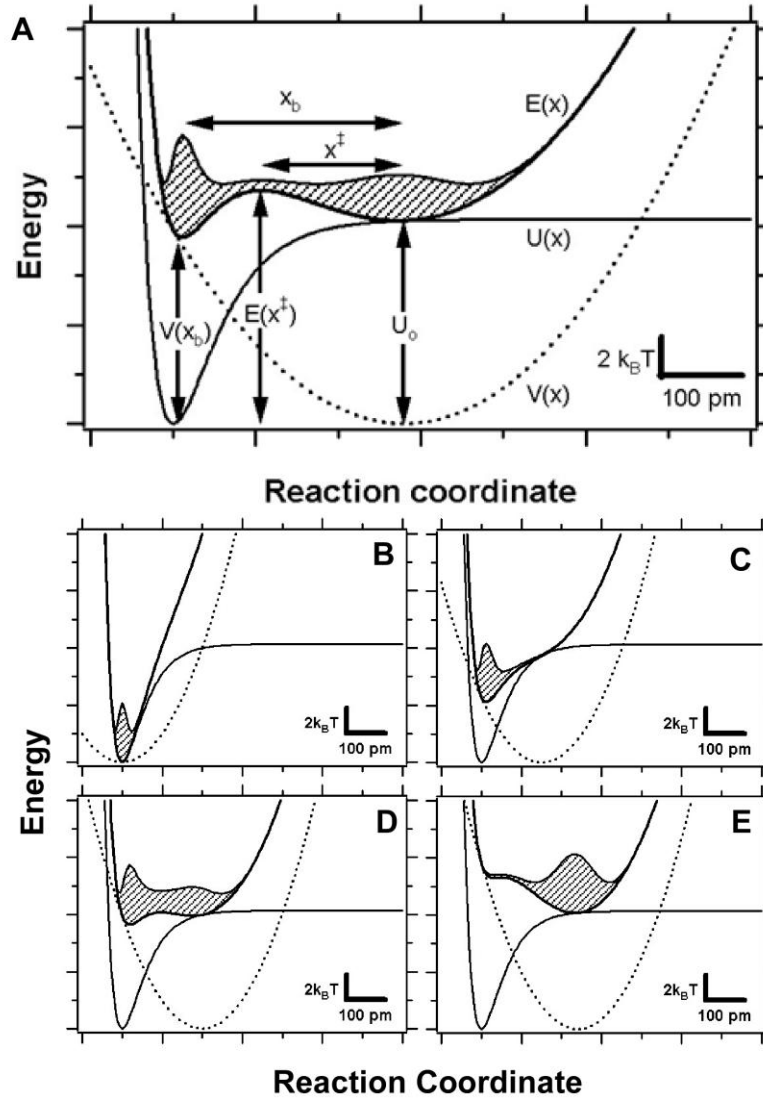 A
Energy
x_b
x^‡
E(x)
U(x)
V(x_b)
E(x^‡)
U_o
V(x)
2 k_BT
100 pm
Reaction coordinate
B
2k_BT
100 pm
C
2k_BT
100 pm
Energy
D
2k_BT
100 pm
E
2k_BT
100 pm
Reaction Coordinate